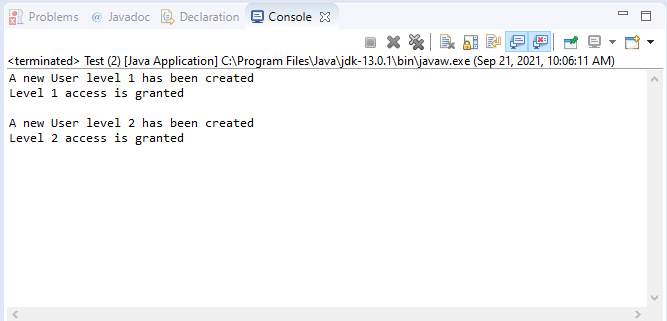 Problems @ Javadoc Declaration Console
<terminated> Test (2) [Java Application] C:\Program Files\Java\jdk-13.0.1\bin\javaw.exe (Sep 21, 2021, 10:06:11 AM)
A new User level 1 has been created
Level 1 access is granted
A new User level 2 has been created
Level 2 access is granted